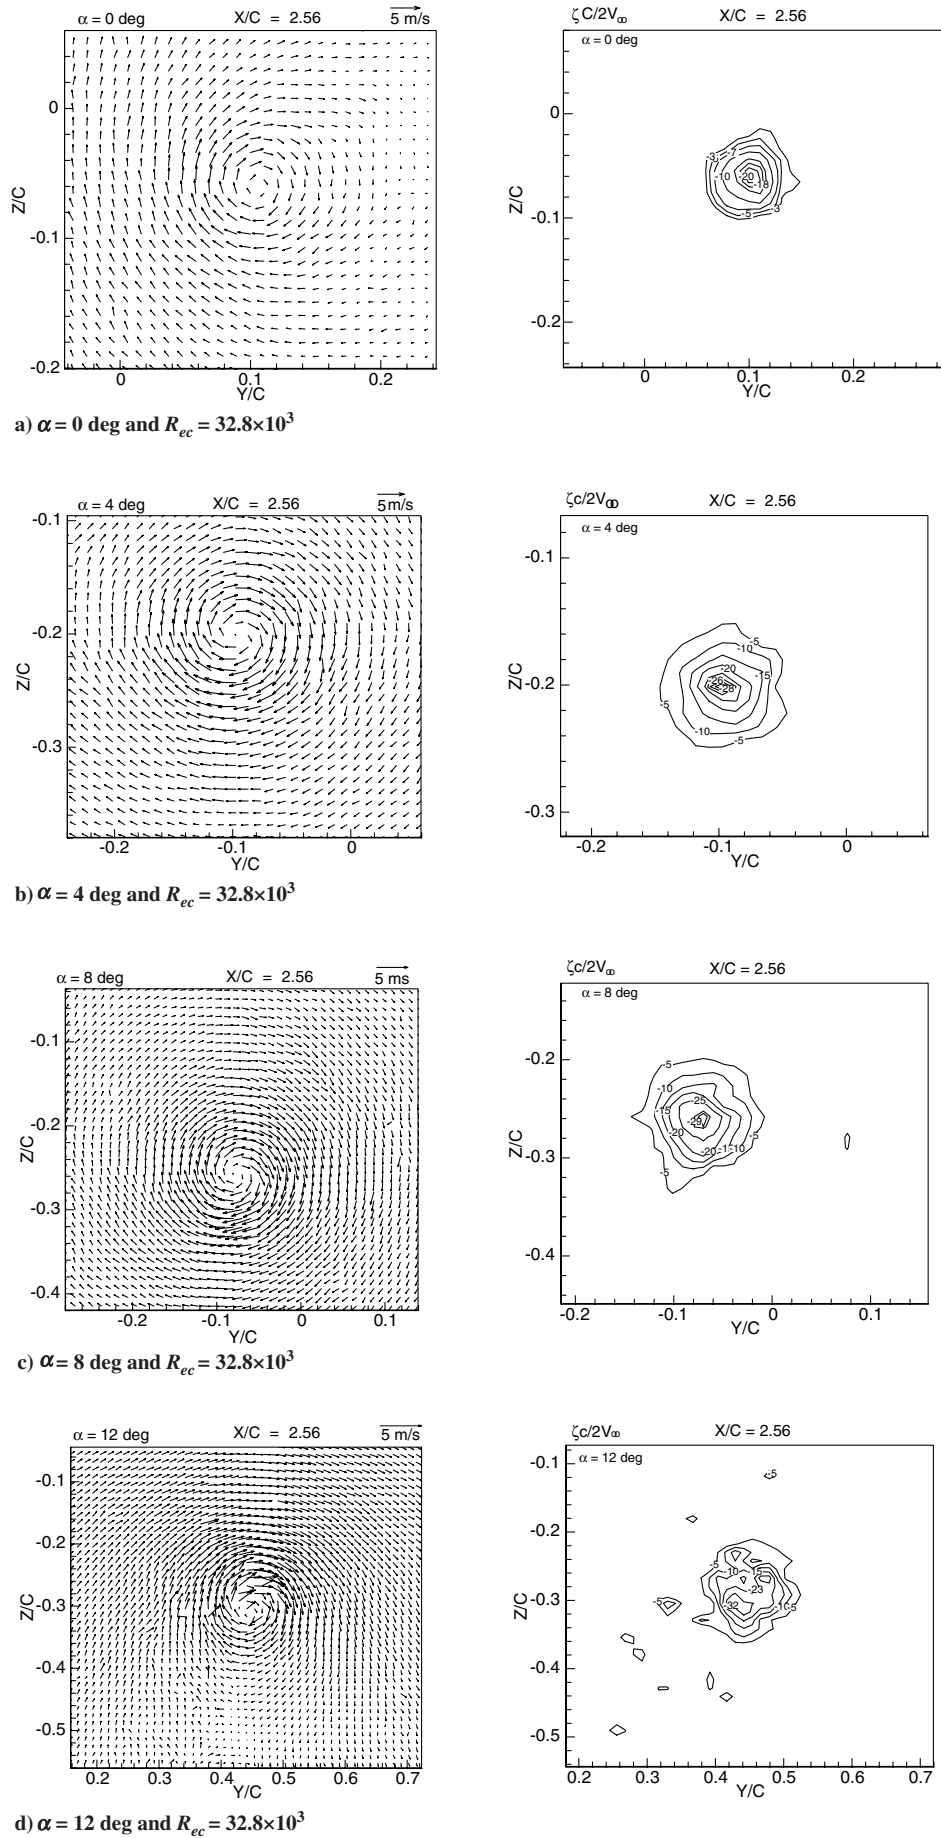 α = 0 deg X/C = 2.56 5 m/s
0
-0.1
-0.2
Z/C
0 0.1 0.2
Y/C
ζ C/2V∞ X/C = 2.56
α = 0 deg
0
-0.1
-0.2
Z/C
-3 -7
-10 -20
-18
-5 -3
0 0.1 0.2
a) α = 0 deg and Rec = 32.8×10³
α = 4 deg X/C = 2.56 5m/s
-0.1
-0.2
-0.3
Z/C
-0.2 -0.1 0
Y/C
ζc/2V∞ X/C = 2.56
α = 4 deg
-0.1
-0.2
-0.3
Z/C
-5
-10
-20
-15
-26
-28
-5
-10
-5
-0.2 -0.1 0
Y/C
b) α = 4 deg and Rec = 32.8×10³
α = 8 deg X/C = 2.56 5 ms
-0.1
-0.2
-0.3
-0.4
Z/C
-0.2 -0.1 0 0.1
Y/C
ζc/2V∞ X/C = 2.56
α = 8 deg
-0.2
-0.3
-0.4
Z/C
-5
-10
-25
-15
-29
-20 -5
-20 -10
-5
-0.2 -0.1 0 0.1
Y/C
c) α = 8 deg and Rec = 32.8×10³
α = 12 deg X/C = 2.56 5 m/s
-0.1
-0.2
-0.3
-0.4
-0.5
Z/C
0.2 0.3 0.4 0.5 0.6 0.7
Y/C
ζc/2V∞ X/C = 2.56
α = 12 deg
-0.1
-0.2
-0.3
-0.4
-0.5
Z/C
-5
-5 -10 -15
-23
-5 -32 -10 -5
0.2 0.3 0.4 0.5 0.6 0.7
Y/C
d) α = 12 deg and Rec = 32.8×10³